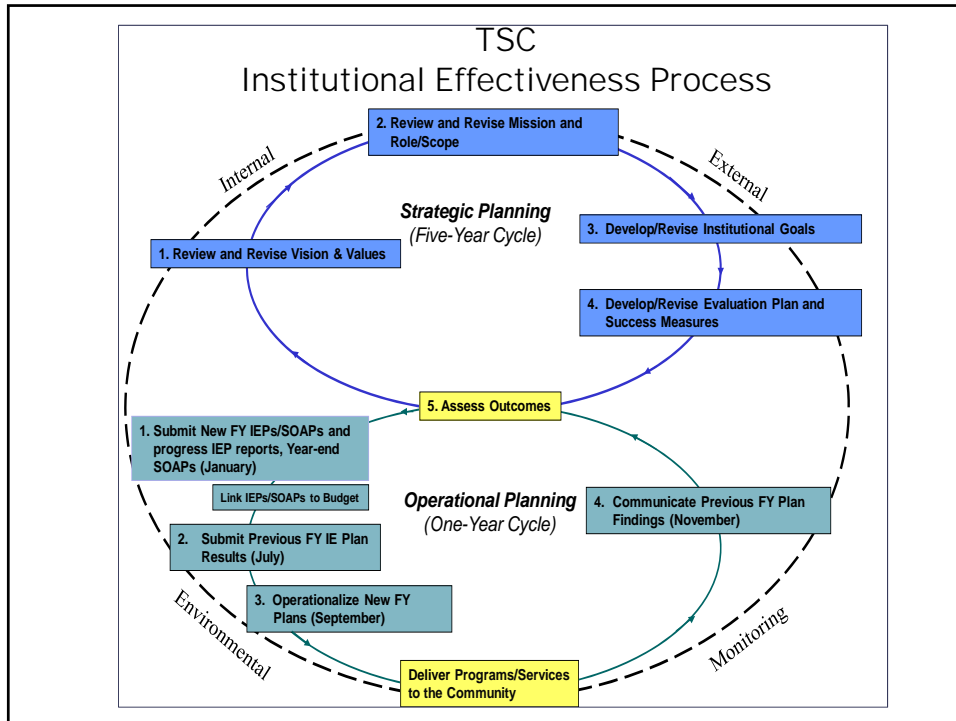 TSC
Institutional Effectiveness Process
2. Review and Revise Mission and
Role/Scope
Internal
External
Strategic Planning
(Five-Year Cycle)
3. Develop/Revise Institutional Goals
1. Review and Revise Vision & Values
4. Develop/Revise Evaluation Plan and
Success Measures
5. Assess Outcomes
1. Submit New FY IEPs/SOAPs and
progress IEP reports, Year-end
SOAPs (January)
Link IEPs/SOAPs to Budget
Operational Planning
(One-Year Cycle)
4. Communicate Previous FY Plan
Findings (November)
2. Submit Previous FY IE Plan
Results (July)
3. Operationalize New FY
Plans (September)
Environmental
Monitoring
Deliver Programs/Services
to the Community